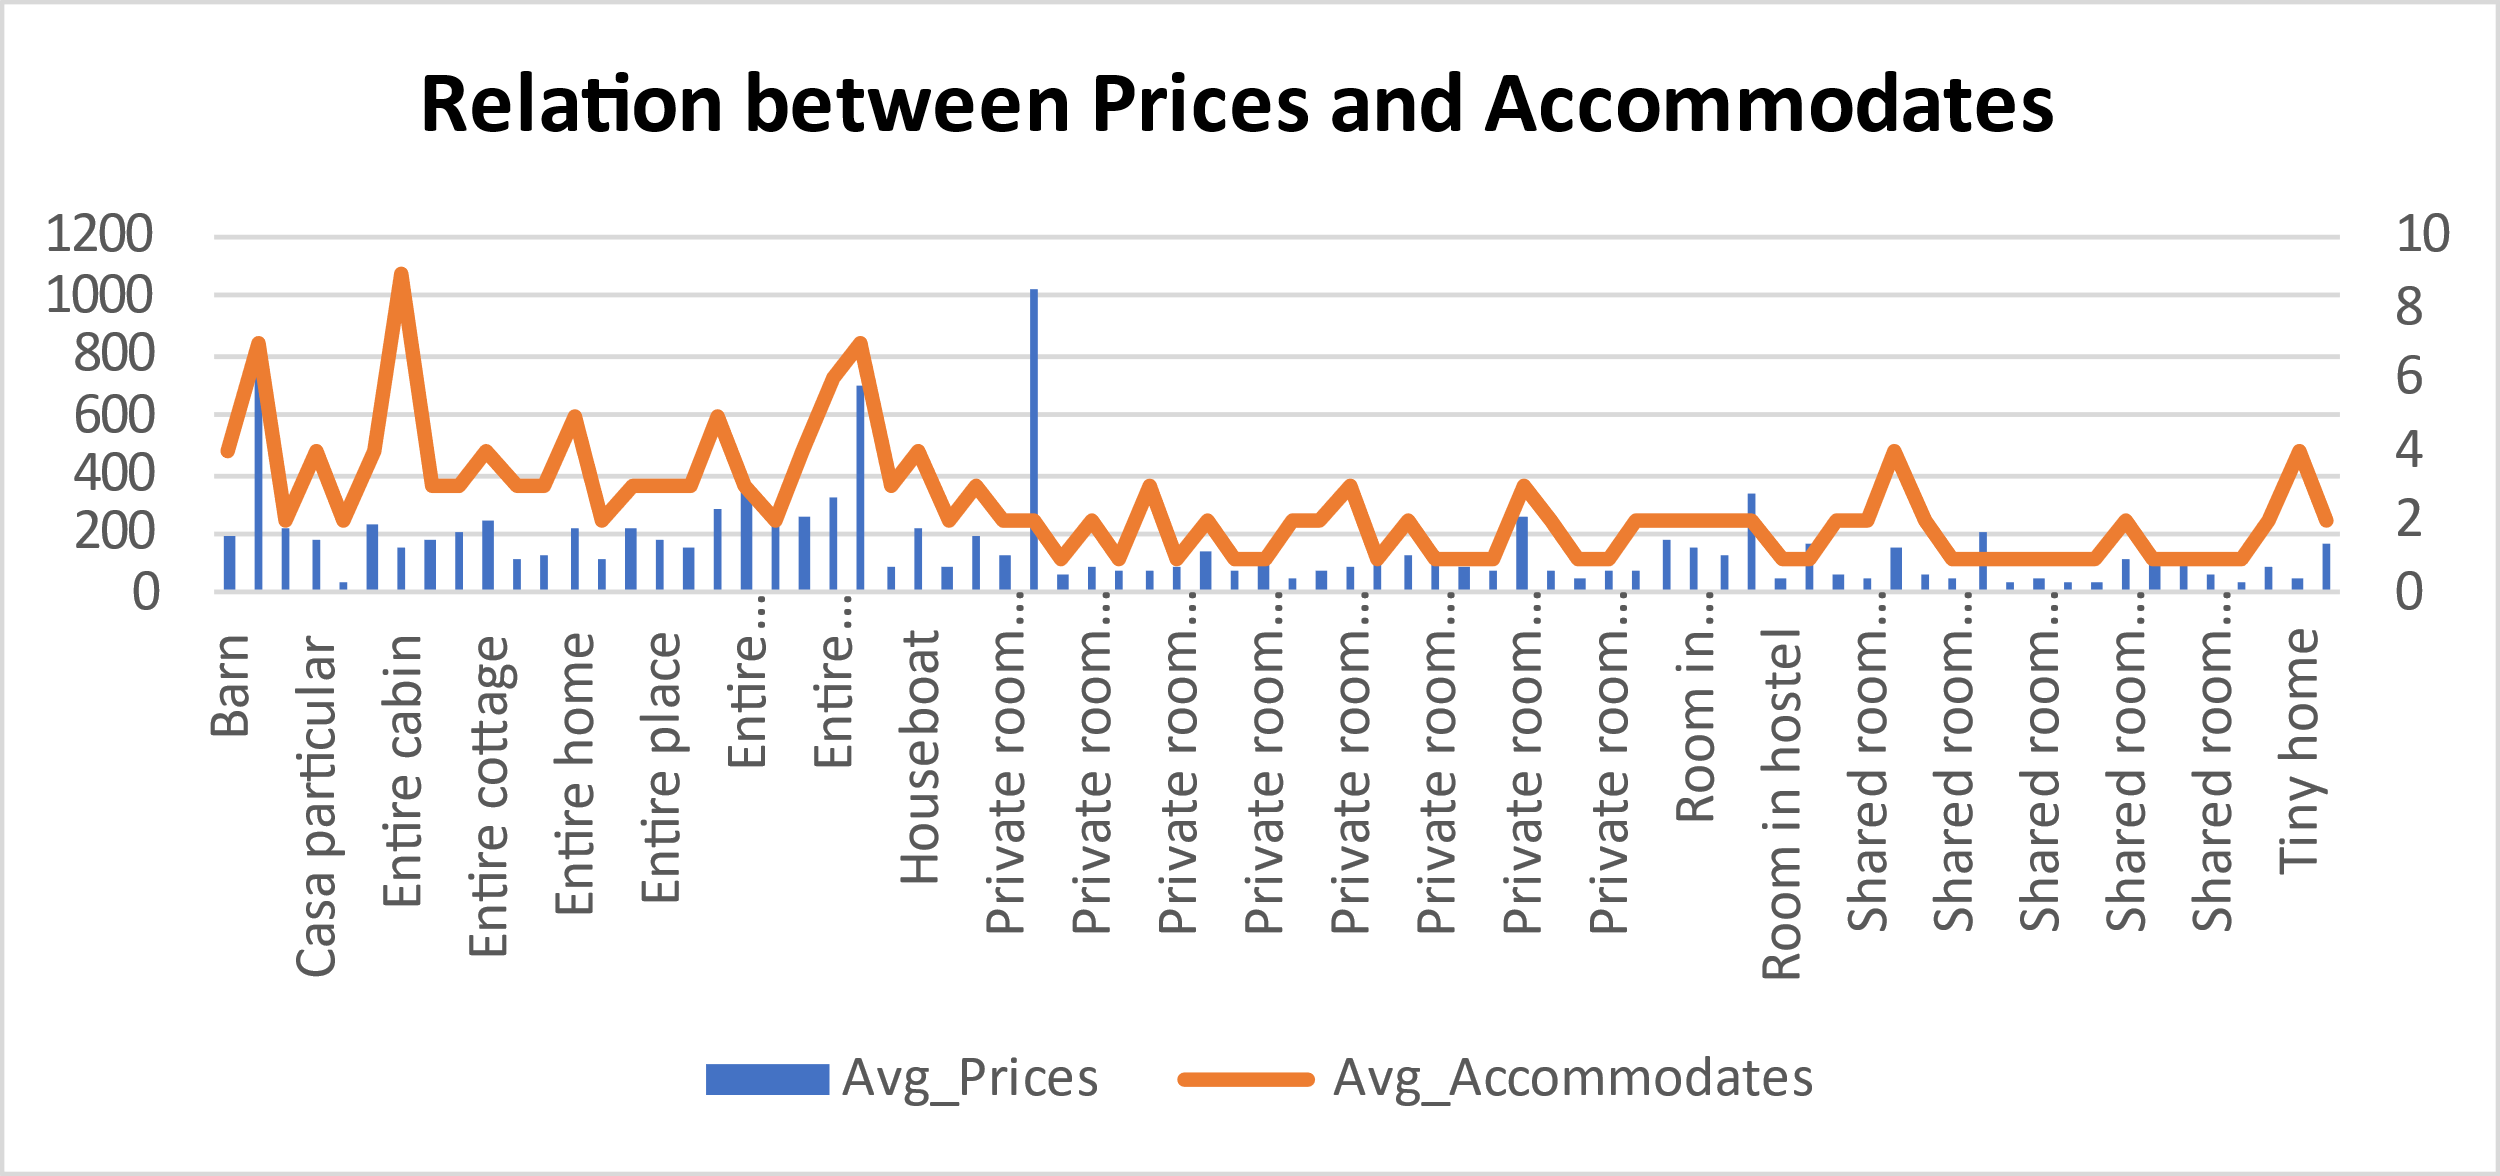 Relation between Prices and Accommodates
1200
1000
800
600
400
200
0
10
8
6
4
2
0
Barn
Casa particular
Entire cabin
Entire cottage
Entire home
Entire place
Entire...
Entire...
Houseboat
Private room...
Private room...
Private room...
Private room...
Private room...
Private room...
Private room...
Private room...
Room in...
Room in hostel
Shared room...
Shared room...
Shared room...
Shared room...
Shared room...
Tiny home
Avg_Prices
Avg_Accommodates